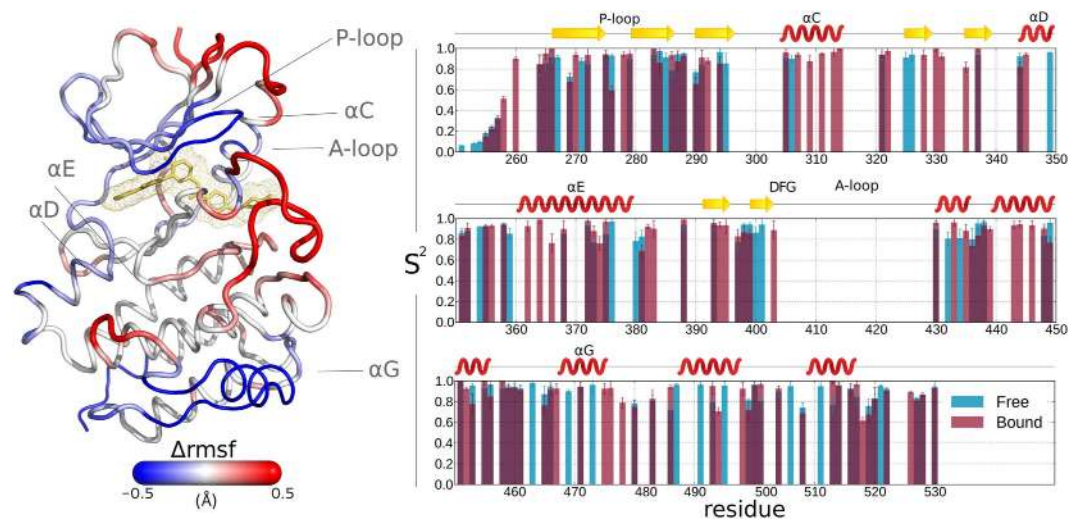 P-loop
αC
A-loop
αE
αD
αG
Δrmsf
−0.5
0.5
(Å)
P-loop
αC
αD
1.0
0.8
0.6
0.4
0.2
0.0
260 270 280 290 300 310 320 330 340 350
αE
DFG
A-loop
1.0
0.8
0.6
0.4
0.2
0.0
360 370 380 390 400 410 420 430 440 450
S²
αG
1.0
0.8
0.6
0.4
0.2
0.0
460 470 480 490 500 510 520 530
Free
Bound
residue